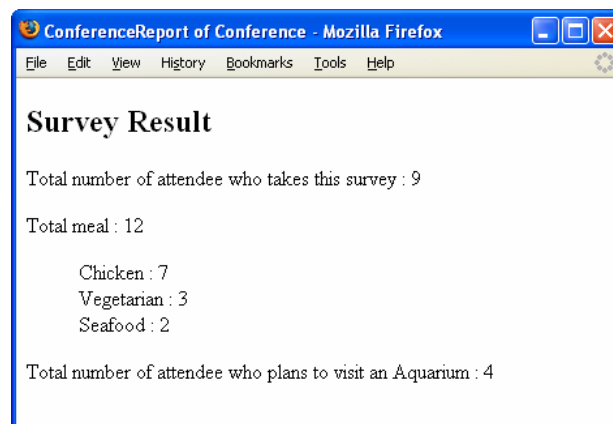 ConferenceReport of Conference - Mozilla Firefox
File Edit View History Bookmarks Tools Help
Survey Result
Total number of attendee who takes this survey : 9
Total meal : 12
Chicken : 7
Vegetarian : 3
Seafood : 2
Total number of attendee who plans to visit an Aquarium : 4